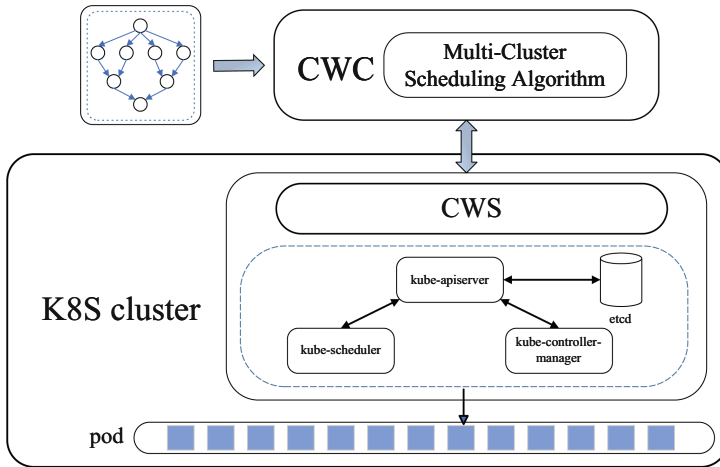 CWC
Multi-Cluster
Scheduling Algorithm
CWS
K8S cluster
kube-apiserver
etcd
kube-scheduler
kube-controller-
manager
pod